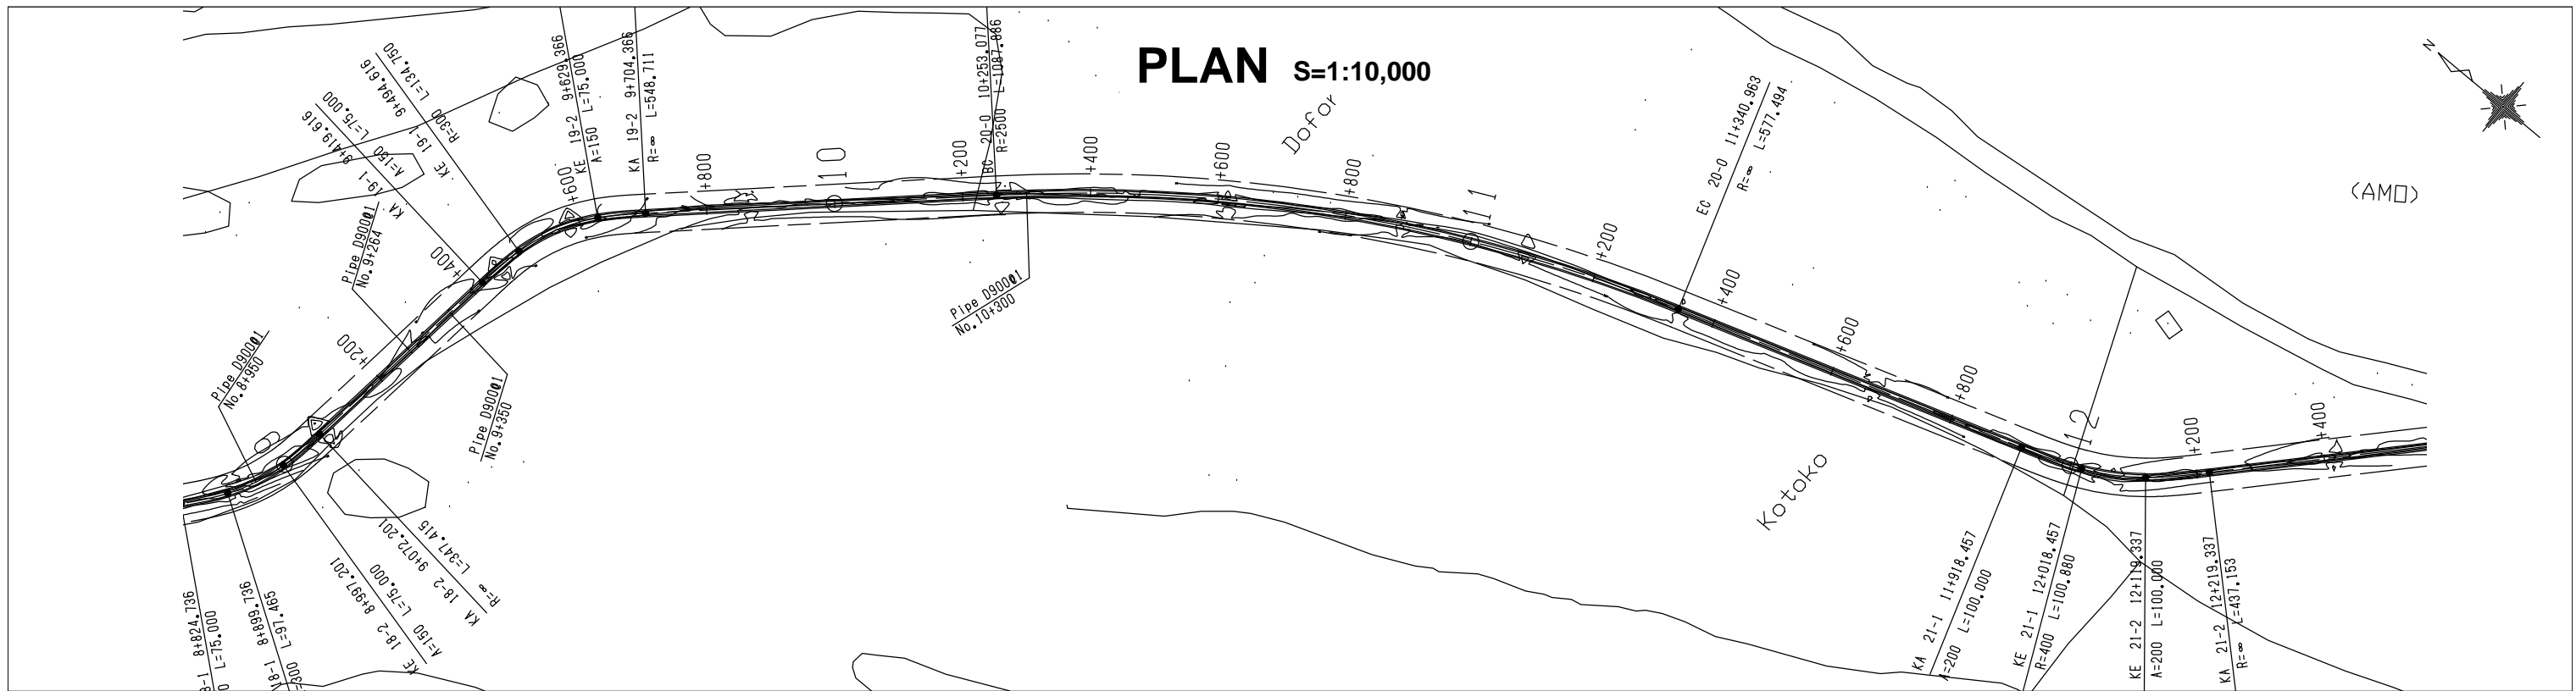 PLAN S=1:10,000
N
(AMO)
Dofor
Kotoko
8+824.736
L=75.000
18-1 8+899.736
=300 L=97.465
KE 18-2 8+997.201
A=150 L=75.000
KA 18-2 9+072.201
R=∞ L=347.415
Pipe D900
No.8+950
Pipe D900
No.9+264
Pipe D900
No.9+350
KA 19-1 9+419.616
A=150 L=75.000
KE 19-1 9+494.616
R=300 L=134.750
KE 19-2 9+629.366
A=150 L=75.000
KA 19-2 9+704.366
R=∞ L=548.711
BC 20-0 10+253.077
R=2500 L=1087.886
Pipe D900
No.10+300
EC 20-0 11+340.963
R=∞ L=577.494
KA 21-1 11+918.457
A=200 L=100.000
KE 21-1 12+018.457
R=400 L=100.880
KE 21-2 12+119.337
A=200 L=100.000
KA 21-2 12+219.337
R=∞ L=437.153
+200
+400
+600
+800
10
+200
+400
+600
+800
11
+200
+400
+600
+800
12
+200
+400